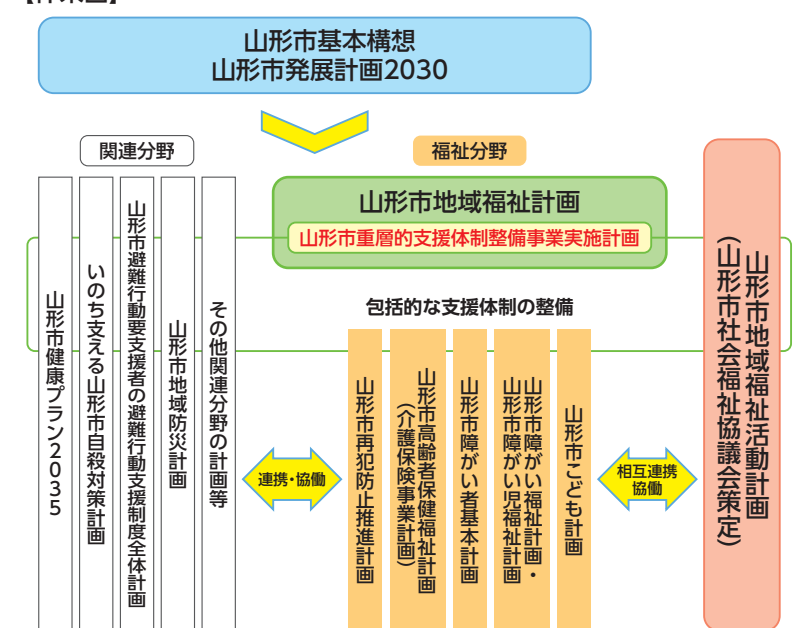 山形市基本構想
山形市発展計画2030
関連分野
福祉分野
山形市地域福祉計画
山形市重層的支援体制整備事業実施計画
包括的な支援体制の整備
山形市健康プラン2035
いのち支える山形市自殺対策計画
山形市避難行動要支援者の避難行動支援制度全体計画
山形市地域防災計画
その他関連分野の計画等
連携・協働
山形市再犯防止推進計画
山形市高齢者保健福祉計画
(介護保険事業計画)
山形市障がい者基本計画
山形市障がい福祉計画・
山形市障がい児福祉計画
山形市こども計画
相互連携
協働
山形市地域福祉活動計画
(山形市社会福祉協議会策定)